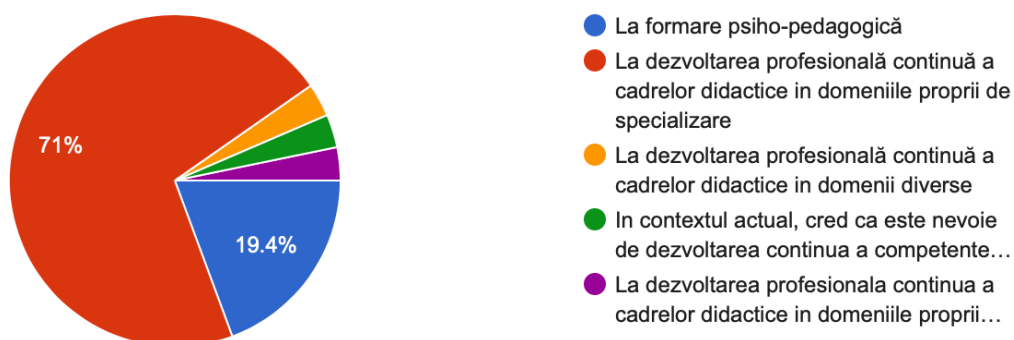 71%
19.4%
La formare psiho-pedagogică
La dezvoltarea profesională continuă a
cadrelor didactice in domeniile proprii de
specializare
La dezvoltarea profesională continuă a
cadrelor didactice in domenii diverse
In contextul actual, cred ca este nevoie
de dezvoltarea continua a competente…
La dezvoltarea profesionala continua a
cadrelor didactice in domeniile proprii…